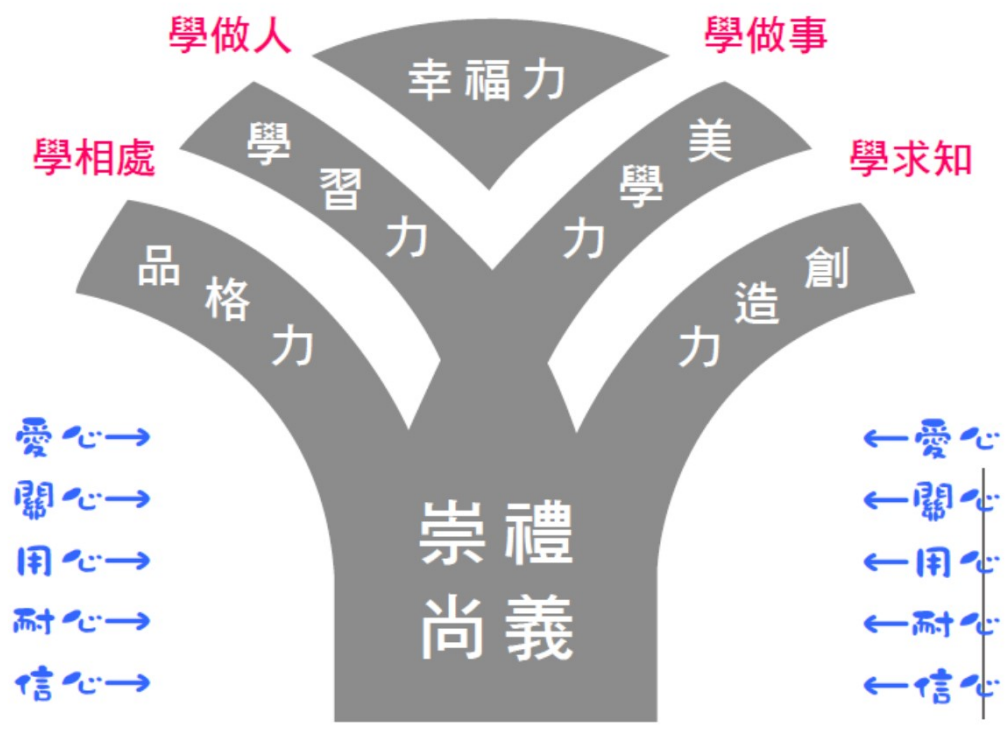 學做人
學做事
幸福力
學相處
學求知
學習力
美學力
品格力
創造力
愛心→
←愛心
關心→
←關心
用心→
←用心
耐心→
←耐心
信心→
←信心
崇禮
尚義